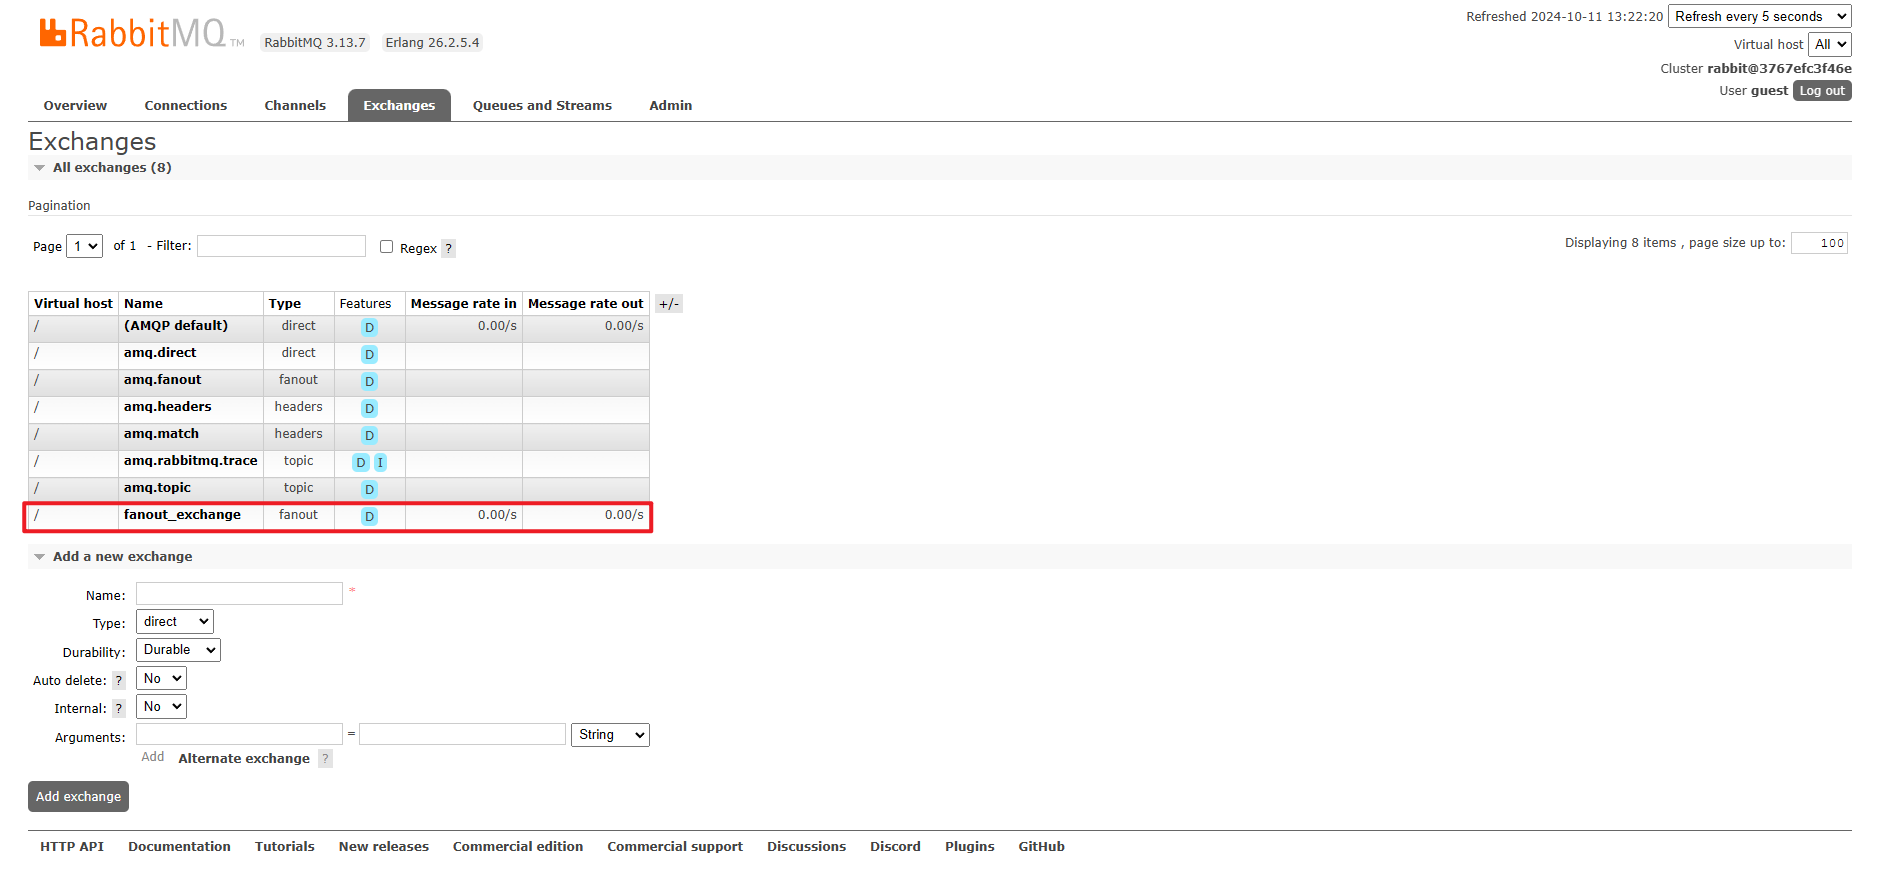 RabbitMQ TM RabbitMQ 3.13.7 Erlang 26.2.5.4
Refreshed 2024-10-11 13:22:20 Refresh every 5 seconds
Virtual host All
Cluster rabbit@3767efc3f46e
User guest Log out
Overview Connections Channels Exchanges Queues and Streams Admin
Exchanges
All exchanges (8)
Pagination
Page 1 of 1 - Filter: Regex ? Displaying 8 items , page size up to: 100
Virtual host Name Type Features Message rate in Message rate out +/-
/ (AMQP default) direct D 0.00/s 0.00/s
/ amq.direct direct D
/ amq.fanout fanout D
/ amq.headers headers D
/ amq.match headers D
/ amq.rabbitmq.trace topic D I
/ amq.topic topic D
/ fanout_exchange fanout D 0.00/s 0.00/s
Add a new exchange
Name: *
Type: direct
Durability: Durable
Auto delete: ? No
Internal: ? No
Arguments: = String
Add Alternate exchange ?
Add exchange
HTTP API Documentation Tutorials New releases Commercial edition Commercial support Discussions Discord Plugins GitHub